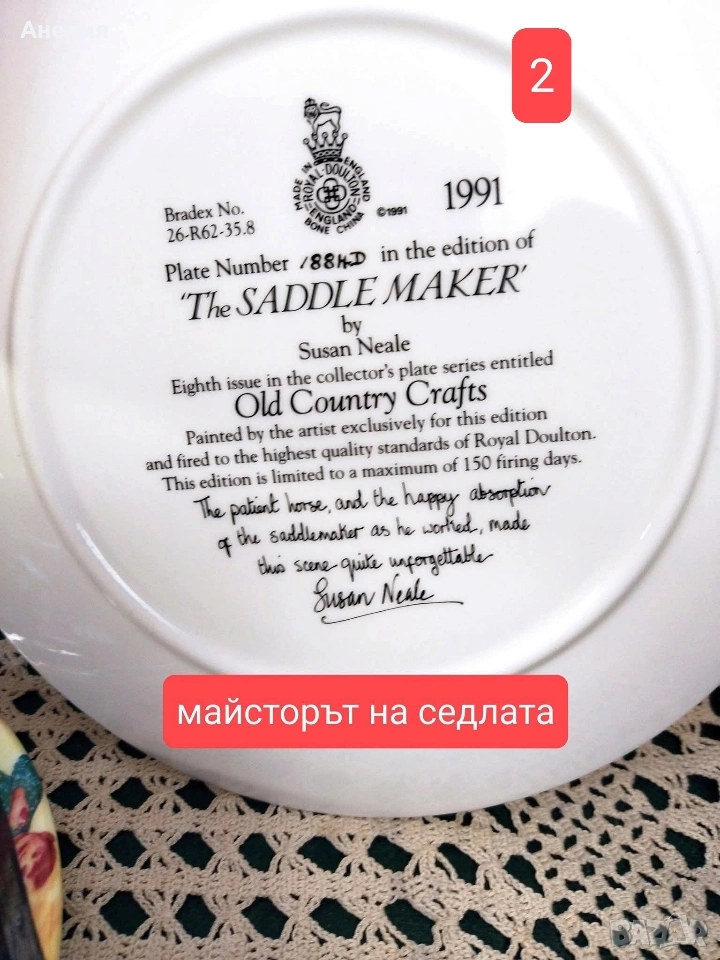 2
MADE IN ENGLAND
ROYAL·DOULTON
ENGLAND
BONE CHINA
©1991
1991
Bradex No.
26-R62-35.8
Plate Number 1884D in the edition of
'The SADDLE MAKER'
by
Susan Neale
Eighth issue in the collector's plate series entitled
Old Country Crafts
Painted by the artist exclusively for this edition
and fired to the highest quality standards of Royal Doulton.
This edition is limited to a maximum of 150 firing days.
The patient horse, and the happy absorption
of the saddlemaker as he worked, made
this scene quite unforgettable
Susan Neale
майсторът на седлата
BAZAR